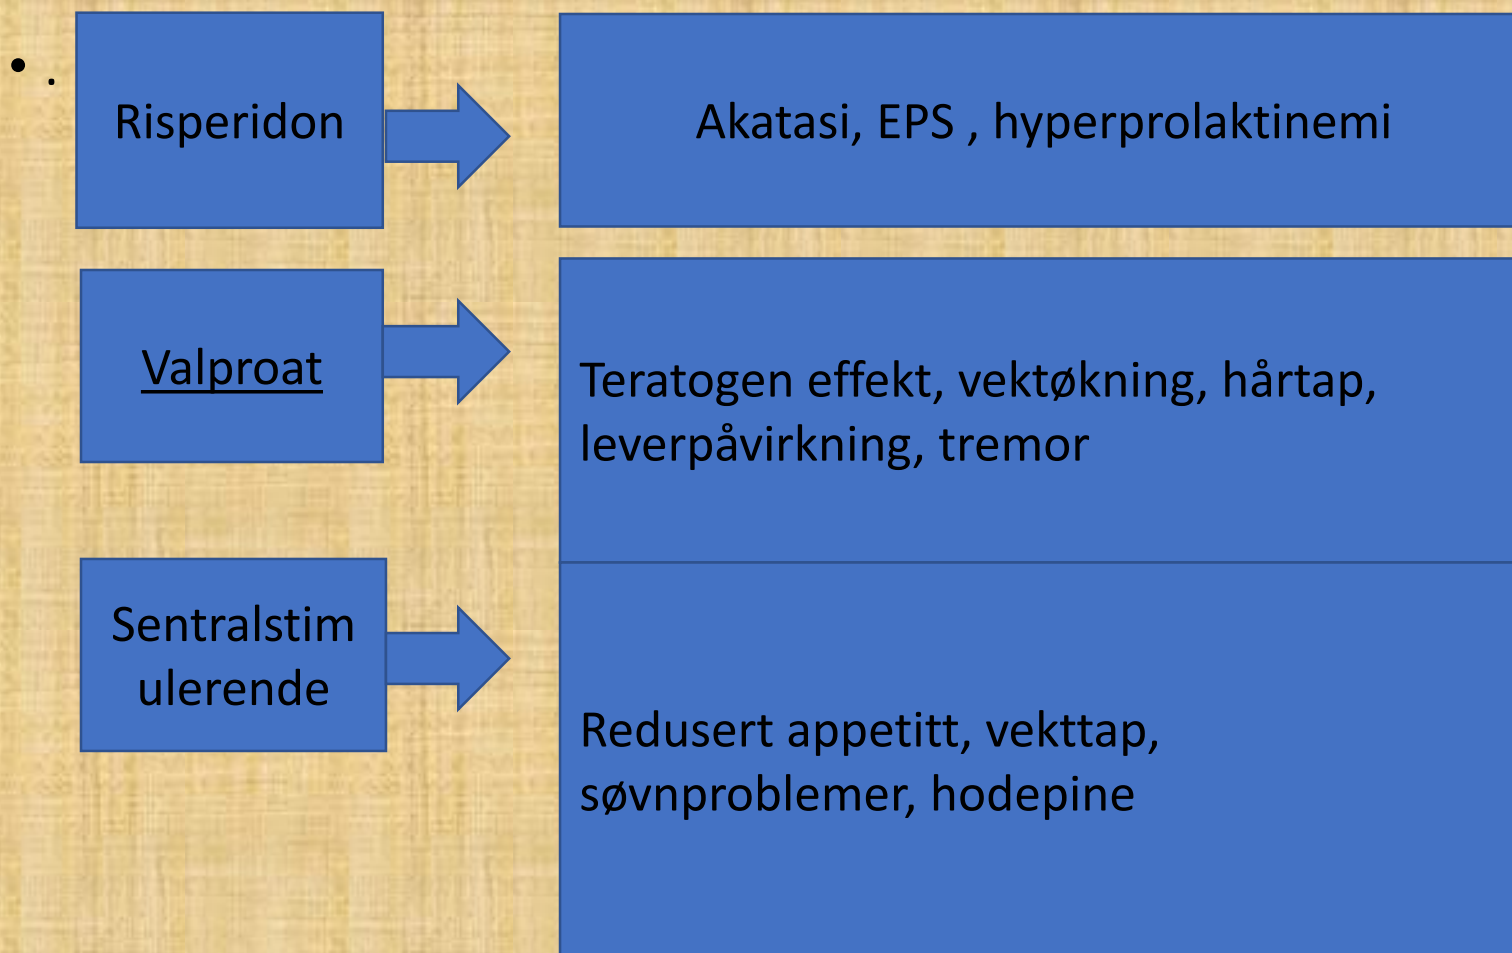 • .
Risperidon
Akatasi, EPS , hyperprolaktinemi
Valproat
Teratogen effekt, vektøkning, hårtap,
leverpåvirkning, tremor
Sentralstim
ulerende
Redusert appetitt, vekttap,
søvnproblemer, hodepine